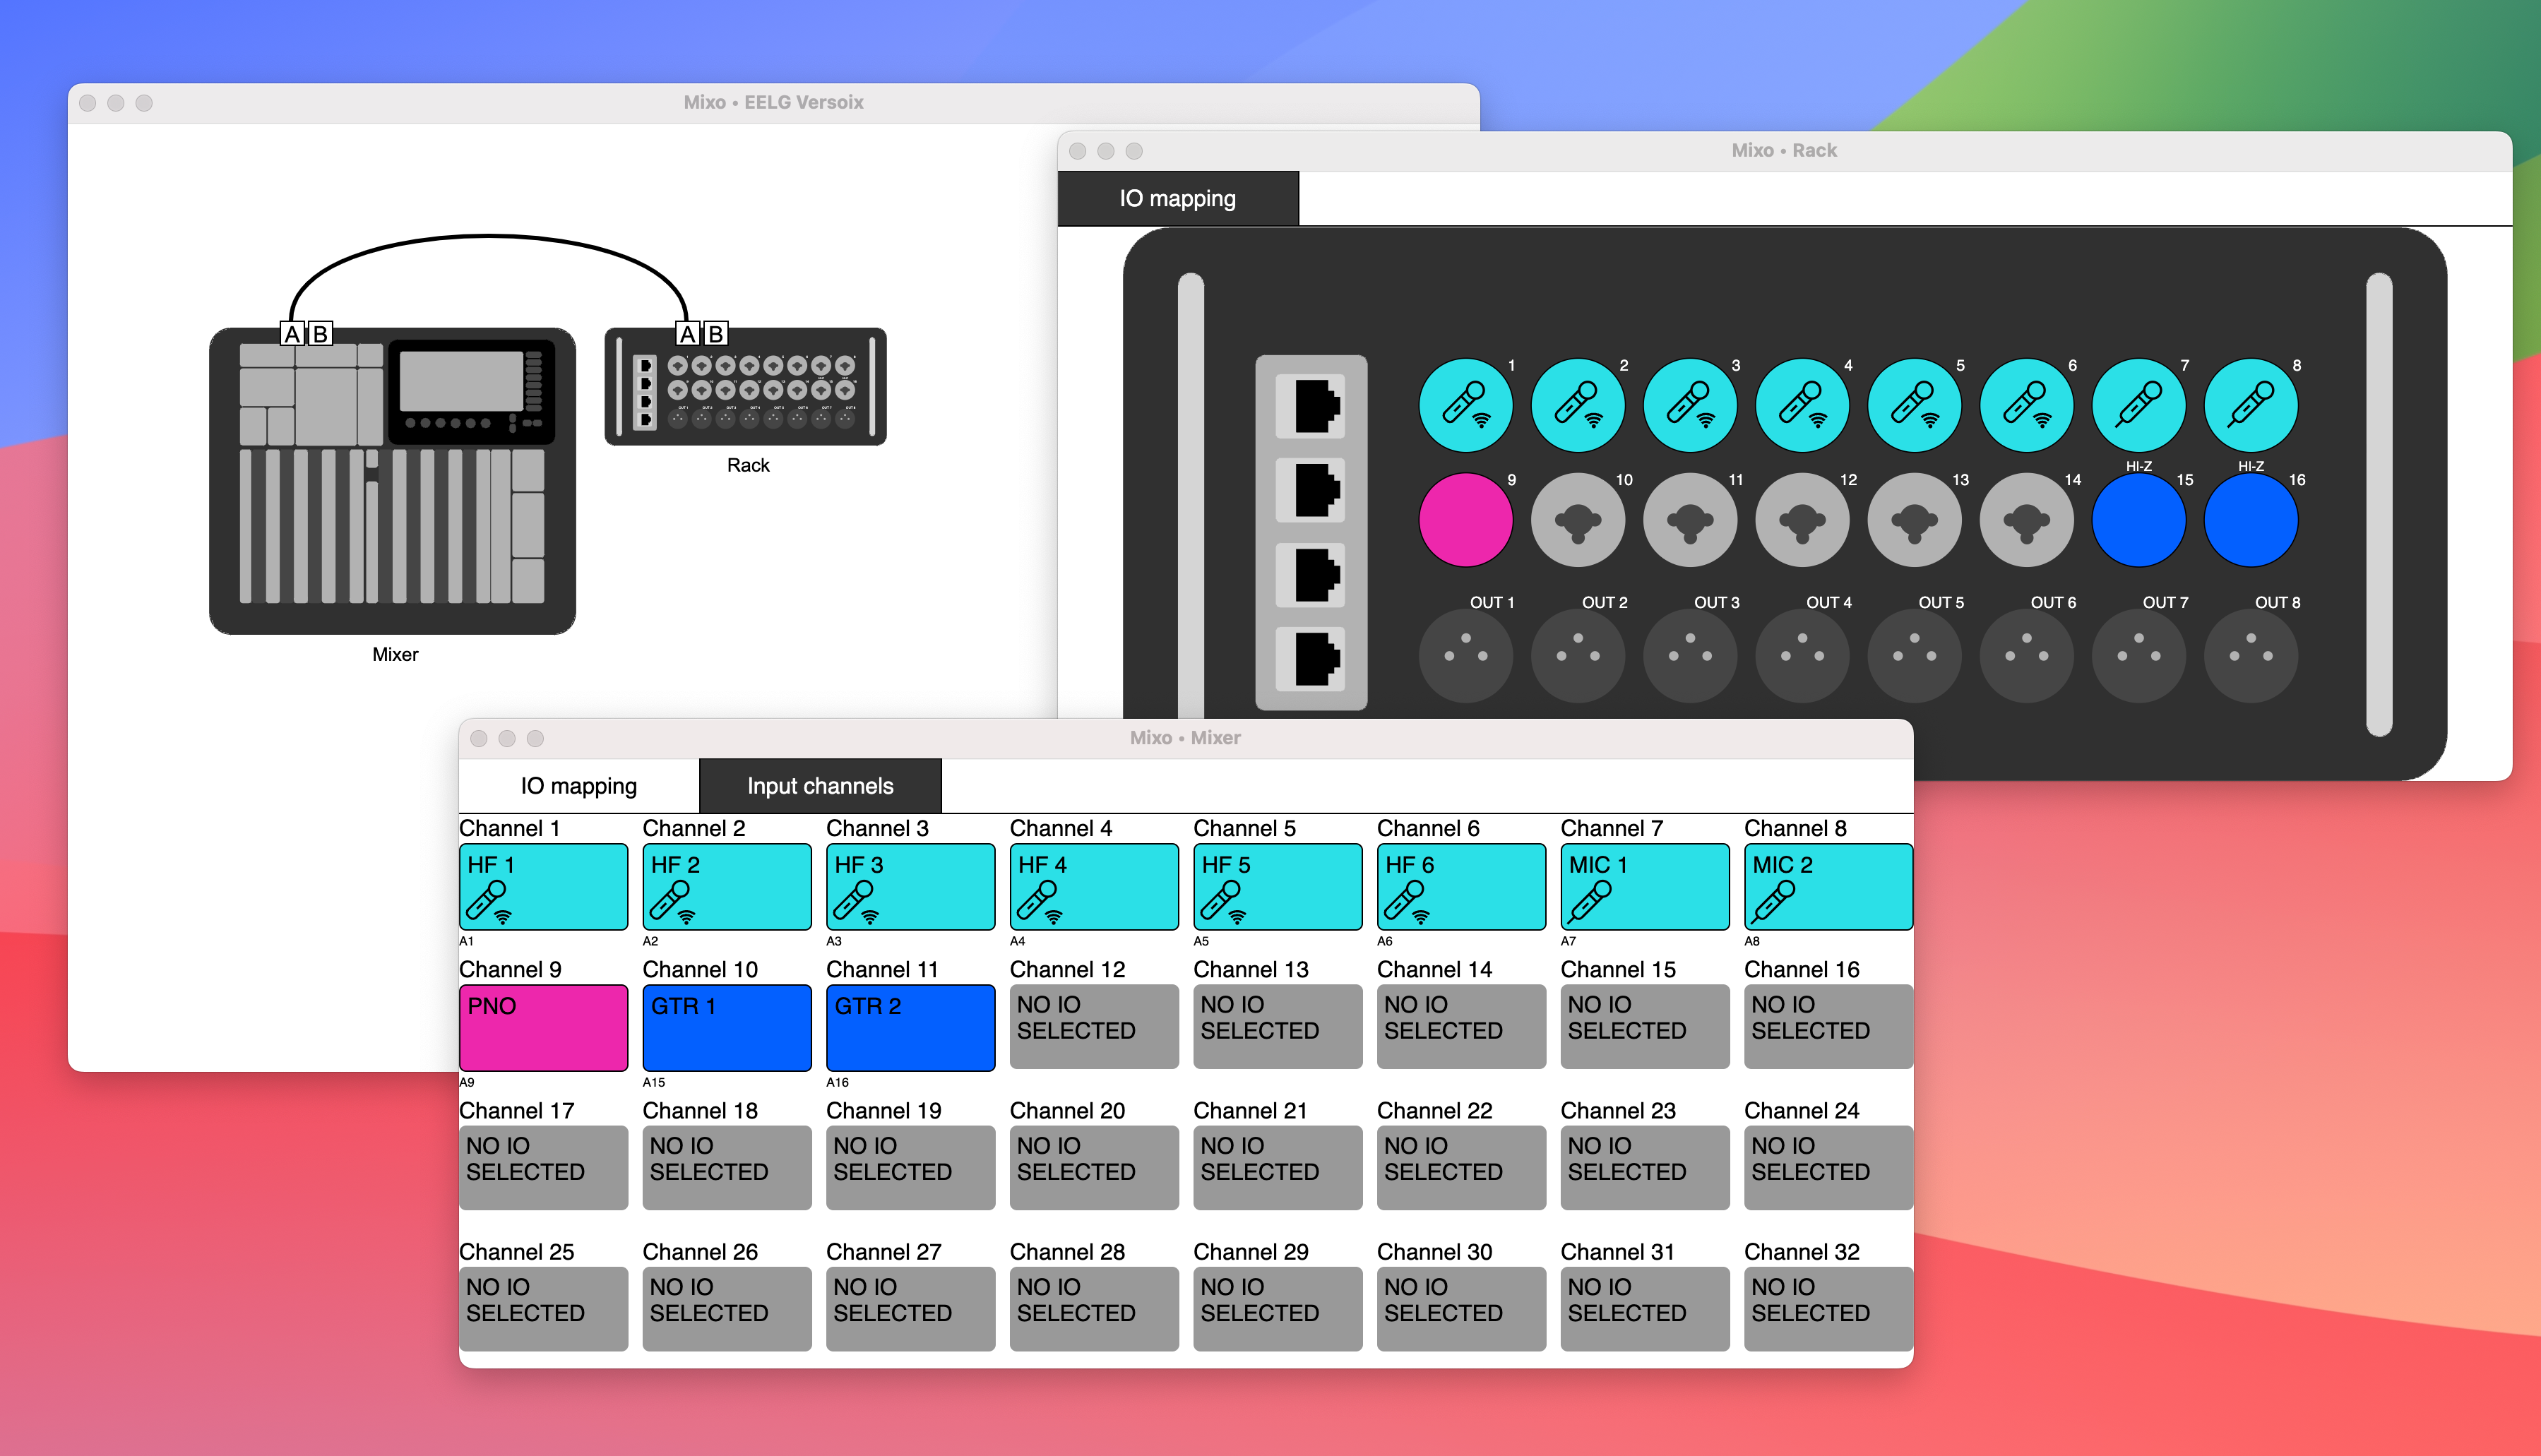 Mixo • EELG Versoix
A B
A B
Mixer
Rack
Mixo • Rack
IO mapping
1 2 3 4 5 6 7 8
HI-Z HI-Z
9 10 11 12 13 14 15 16
OUT 1 OUT 2 OUT 3 OUT 4 OUT 5 OUT 6 OUT 7 OUT 8
Mixo • Mixer
IO mapping Input channels
Channel 1 Channel 2 Channel 3 Channel 4 Channel 5 Channel 6 Channel 7 Channel 8
HF 1 HF 2 HF 3 HF 4 HF 5 HF 6 MIC 1 MIC 2
A1 A2 A3 A4 A5 A6 A7 A8
Channel 9 Channel 10 Channel 11 Channel 12 Channel 13 Channel 14 Channel 15 Channel 16
PNO GTR 1 GTR 2 NO IO NO IO NO IO NO IO NO IO
SELECTED SELECTED SELECTED SELECTED SELECTED
A9 A15 A16
Channel 17 Channel 18 Channel 19 Channel 20 Channel 21 Channel 22 Channel 23 Channel 24
NO IO NO IO NO IO NO IO NO IO NO IO NO IO NO IO
SELECTED SELECTED SELECTED SELECTED SELECTED SELECTED SELECTED SELECTED
Channel 25 Channel 26 Channel 27 Channel 28 Channel 29 Channel 30 Channel 31 Channel 32
NO IO NO IO NO IO NO IO NO IO NO IO NO IO NO IO
SELECTED SELECTED SELECTED SELECTED SELECTED SELECTED SELECTED SELECTED